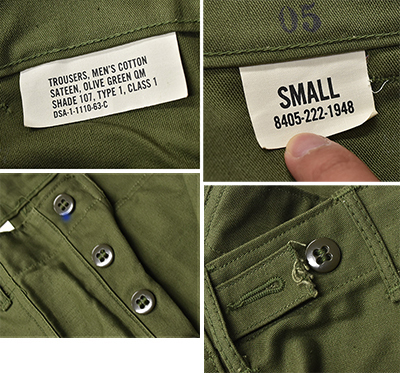 TROUSERS, MEN'S COTTON
SATEEN, OLIVE GREEN QM
SHADE 107, TYPE 1, CLASS 1
DSA-1-1110-63-C
05
SMALL
8405-222-1948